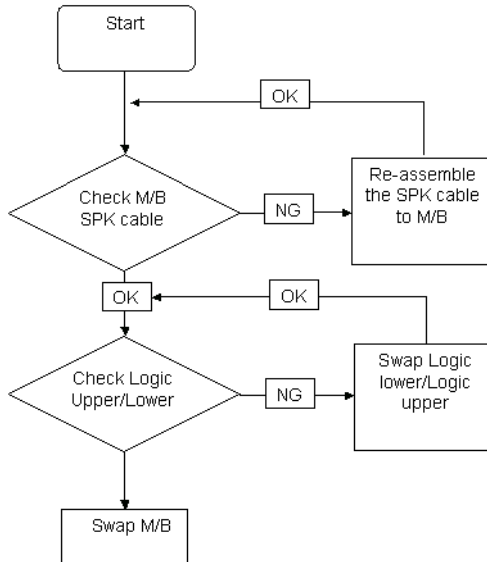 Start
OK
Check M/B
SPK cable
NG
Re-assemble
the SPK cable
to M/B
OK
OK
Check Logic
Upper/Lower
NG
Swap Logic
lower/Logic
upper
Swap M/B